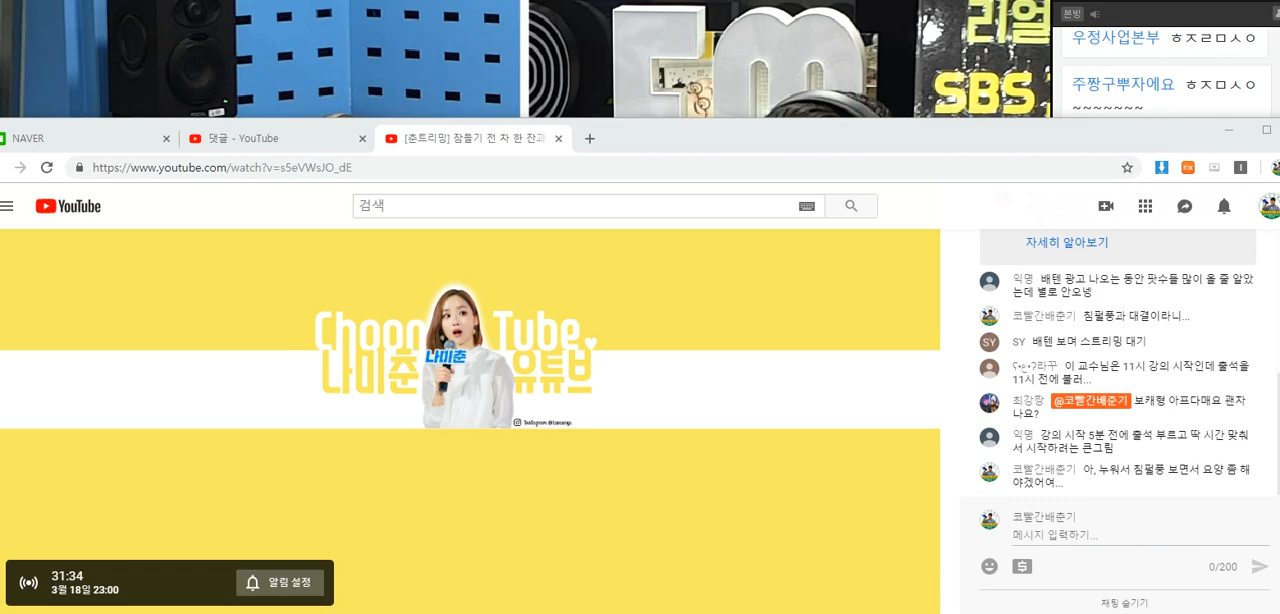 리얼
SBS
본방
우정사업본부 ㅎㅈㄹㅁㅅㅇ
주짱구뿌자에요 ㅎㅈㅁㅅㅇ
~~~~~~~
NAVER
댓글 - YouTube
[춘트리밍] 잠들기 전 차 한 잔과
https://www.youtube.com/watch?v=s5eVWsJO_dE
YouTube
검색
자세히 알아보기
익명 배텐 광고 나오는 동안 팟수들 많이 올 줄 알았
는데 별로 안오넹
코빨간배춘기 침펄풍과 대결이라니...
SY SY 배텐 보며 스트리밍 대기
이 교수님은 11시 강의 시작인데 출석을
11시 전에 불러...
최강짱 @코빨간배춘기 보캐형 아프다매요 괜자
나요?
익명 강의 시작 5분 전에 출석 부르고 딱 시간 맞춰
서 시작하려는 큰그림
코빨간배춘기 아, 누워서 침펄풍 보면서 요양 좀 해
야겠어여...
코빨간배춘기
메시지 입력하기...
0/200
채팅 숨기기
Choon Tube
나미춘 나미춘 유튜브
31:34
3월 18일 23:00
알림 설정